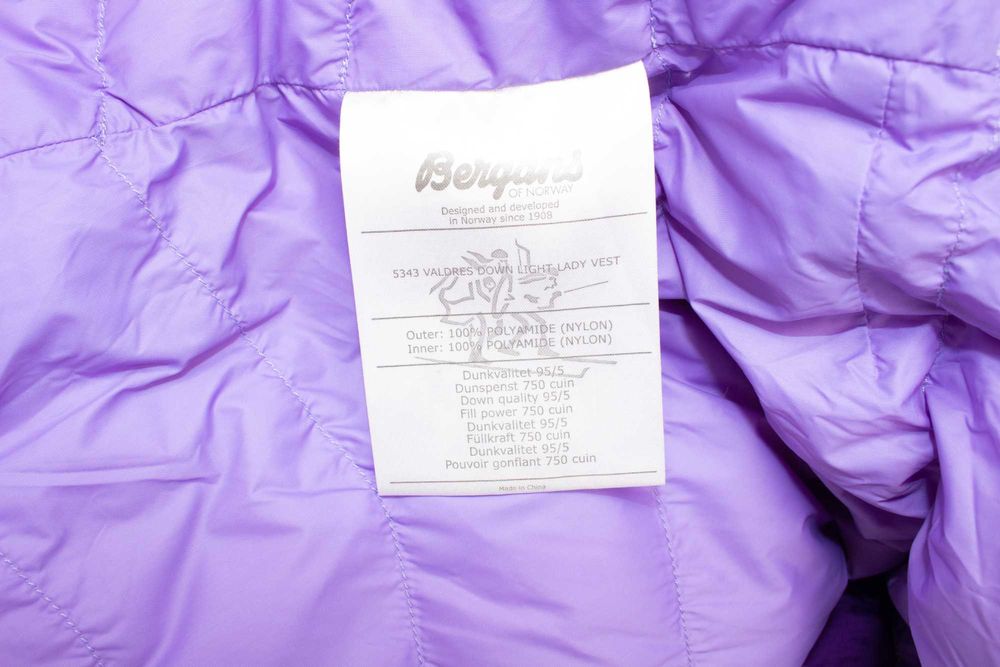 Bergans
OF NORWAY
Designed and developed
in Norway since 1908
5343 VALDRES DOWN LIGHT LADY VEST
Outer: 100% POLYAMIDE (NYLON)
Inner: 100% POLYAMIDE (NYLON)
Dunkvalitet 95/5
Dunspenst 750 cuin
Down quality 95/5
Fill power 750 cuin
Dunkvalitet 95/5
Füllkraft 750 cuin
Dunkvalitet 95/5
Pouvoir gonflant 750 cuin
Made in China